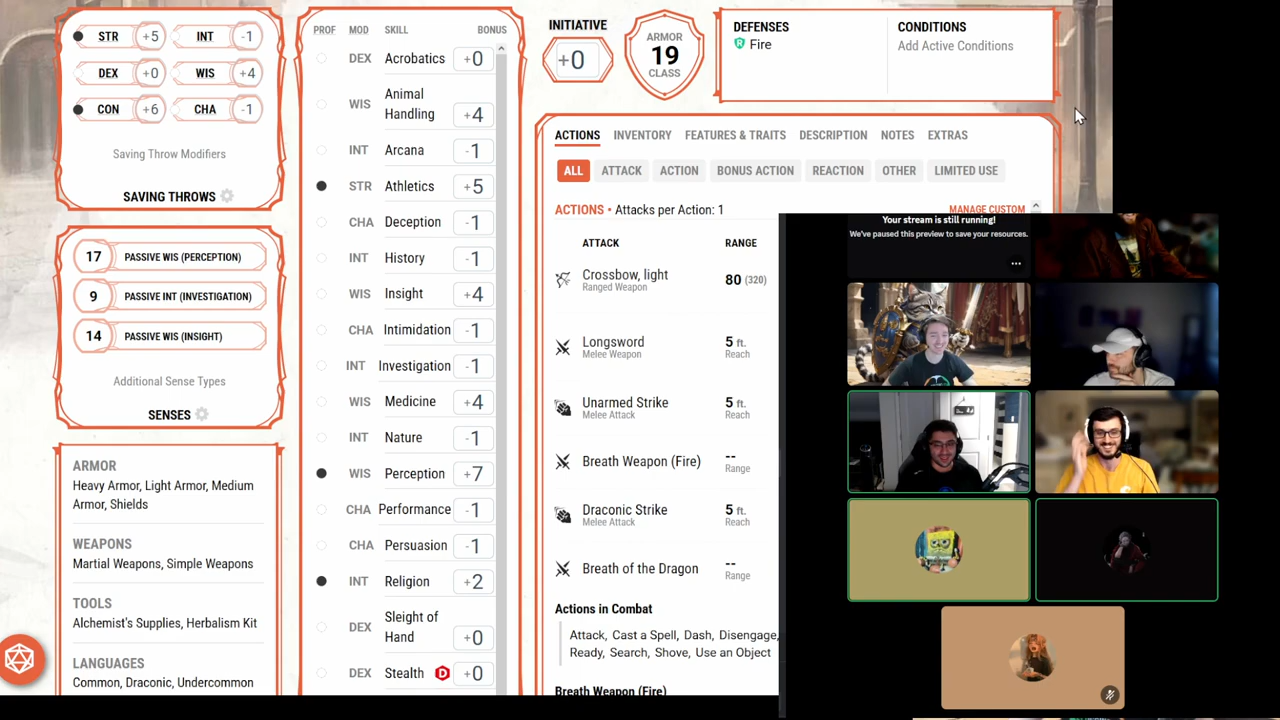 STR +5 INT -1
DEX +0 WIS +4
CON +6 CHA -1
Saving Throw Modifiers
SAVING THROWS
17 PASSIVE WIS (PERCEPTION)
9 PASSIVE INT (INVESTIGATION)
14 PASSIVE WIS (INSIGHT)
Additional Sense Types
SENSES
ARMOR
Heavy Armor, Light Armor, Medium
Armor, Shields
WEAPONS
Martial Weapons, Simple Weapons
TOOLS
Alchemist's Supplies, Herbalism Kit
LANGUAGES
Common, Draconic, Undercommon
PROF MOD SKILL BONUS
DEX Acrobatics +0
WIS Animal
Handling +4
INT Arcana -1
STR Athletics +5
CHA Deception -1
INT History -1
WIS Insight +4
CHA Intimidation -1
INT Investigation -1
WIS Medicine +4
INT Nature -1
WIS Perception +7
CHA Performance -1
CHA Persuasion -1
INT Religion +2
DEX Sleight of
Hand +0
DEX Stealth D +0
INITIATIVE
+0
ARMOR
19
CLASS
DEFENSES
R Fire
CONDITIONS
Add Active Conditions
ACTIONS INVENTORY FEATURES & TRAITS DESCRIPTION NOTES EXTRAS
ALL ATTACK ACTION BONUS ACTION REACTION OTHER LIMITED USE
ACTIONS • Attacks per Action: 1 MANAGE CUSTOM
ATTACK RANGE
Crossbow, light 80 (320)
Ranged Weapon
Longsword 5 ft.
Melee Weapon Reach
Unarmed Strike 5 ft.
Melee Attack Reach
Breath Weapon (Fire) --
Range
Draconic Strike 5 ft.
Melee Attack Reach
Breath of the Dragon --
Range
Actions in Combat
Attack, Cast a Spell, Dash, Disengage,
Ready, Search, Shove, Use an Object
Breath Weapon (Fire)
Your stream is still running!
We've paused this preview to save your resources.